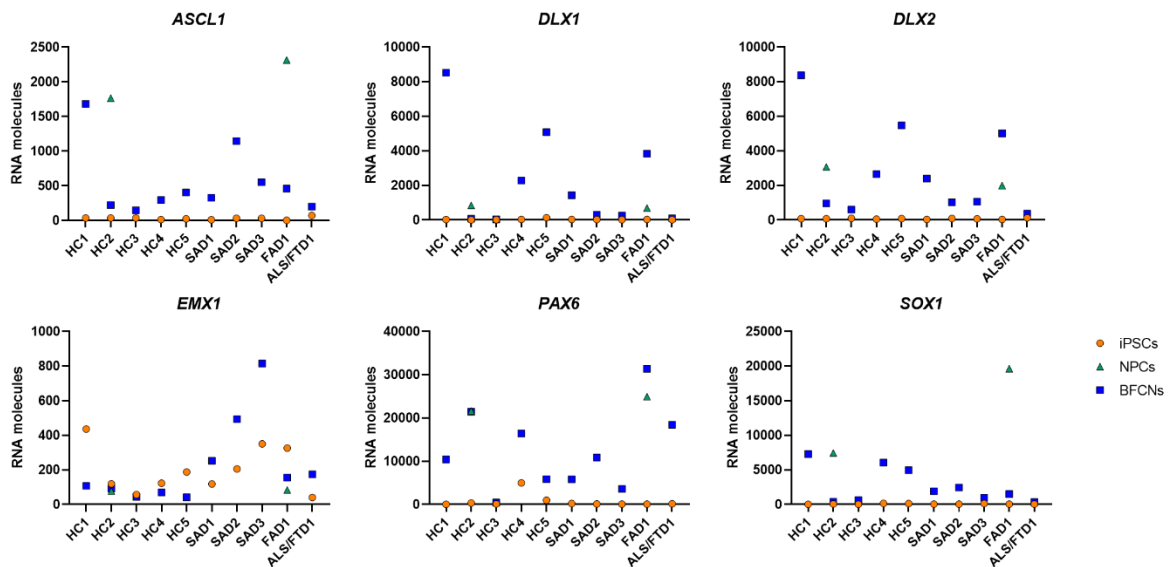 ASCL1
DLX1
DLX2
RNA molecules
2500
2000
1500
1000
500
0
HC1 HC2 HC3 HC4 HC5 SAD1 SAD2 SAD3 FAD1 ALS/FTD1
RNA molecules
10000
8000
6000
4000
2000
0
HC1 HC2 HC3 HC4 HC5 SAD1 SAD2 SAD3 FAD1 ALS/FTD1
RNA molecules
10000
8000
6000
4000
2000
0
HC1 HC2 HC3 HC4 HC5 SAD1 SAD2 SAD3 FAD1 ALS/FTD1
EMX1
PAX6
SOX1
RNA molecules
1000
800
600
400
200
0
HC1 HC2 HC3 HC4 HC5 SAD1 SAD2 SAD3 FAD1 ALS/FTD1
RNA molecules
40000
30000
20000
10000
0
HC1 HC2 HC3 HC4 HC5 SAD1 SAD2 SAD3 FAD1 ALS/FTD1
RNA molecules
25000
20000
15000
10000
5000
0
HC1 HC2 HC3 HC4 HC5 SAD1 SAD2 SAD3 FAD1 ALS/FTD1
iPSCs
NPCs
BFCNs